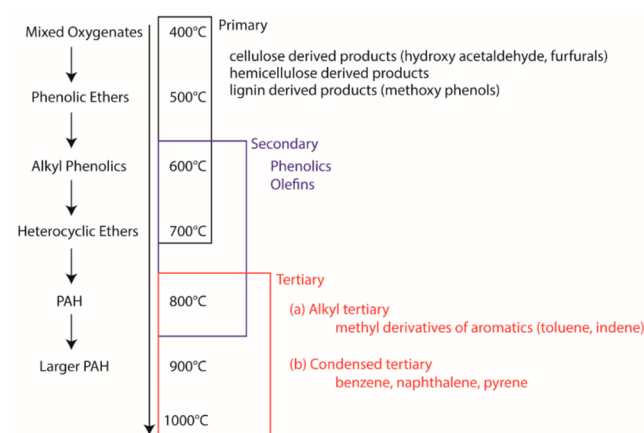 Mixed Oxygenates
Phenolic Ethers
Alkyl Phenolics
Heterocyclic Ethers
PAH
Larger PAH
400°C
500°C
600°C
700°C
800°C
900°C
1000°C
Primary
cellulose derived products (hydroxy acetaldehyde, furfurals)
hemicellulose derived products
lignin derived products (methoxy phenols)
Secondary
Phenolics
Olefins
Tertiary
(a) Alkyl tertiary
methyl derivatives of aromatics (toluene, indene)
(b) Condensed tertiary
benzene, naphthalene, pyrene